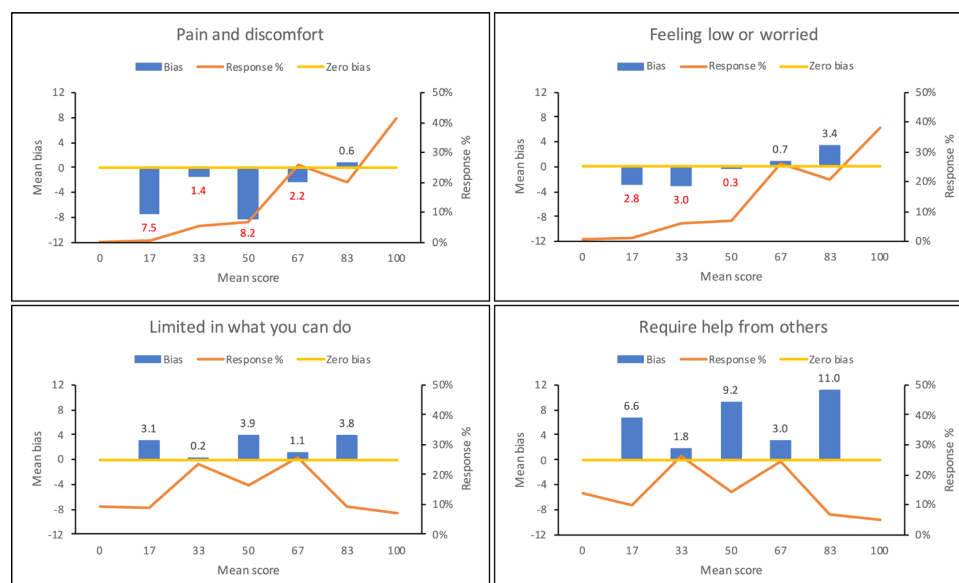 Pain and discomfort
Bias Response % Zero bias
12 50%
8 40%
4 30%
0 20%
-4 10%
-8 0%
-12
0.6
1.4
2.2
7.5
8.2
0 17 33 50 67 83 100
Mean score
Mean bias
Response %
Feeling low or worried
Bias Response % Zero bias
12 50%
8 40%
4 30%
0 20%
-4 10%
-8 0%
-12
3.4
0.7
0.3
2.8
3.0
0 17 33 50 67 83 100
Mean score
Mean bias
Response %
Limited in what you can do
Bias Response % Zero bias
12 50%
8 40%
4 30%
0 20%
-4 10%
-8 0%
-12
3.1 0.2 3.9 1.1 3.8
0 17 33 50 67 83 100
Mean score
Mean bias
Response %
Require help from others
Bias Response % Zero bias
12 50%
8 40%
4 30%
0 20%
-4 10%
-8 0%
-12
6.6 1.8 9.2 3.0 11.0
0 17 33 50 67 83 100
Mean score
Mean bias
Response %